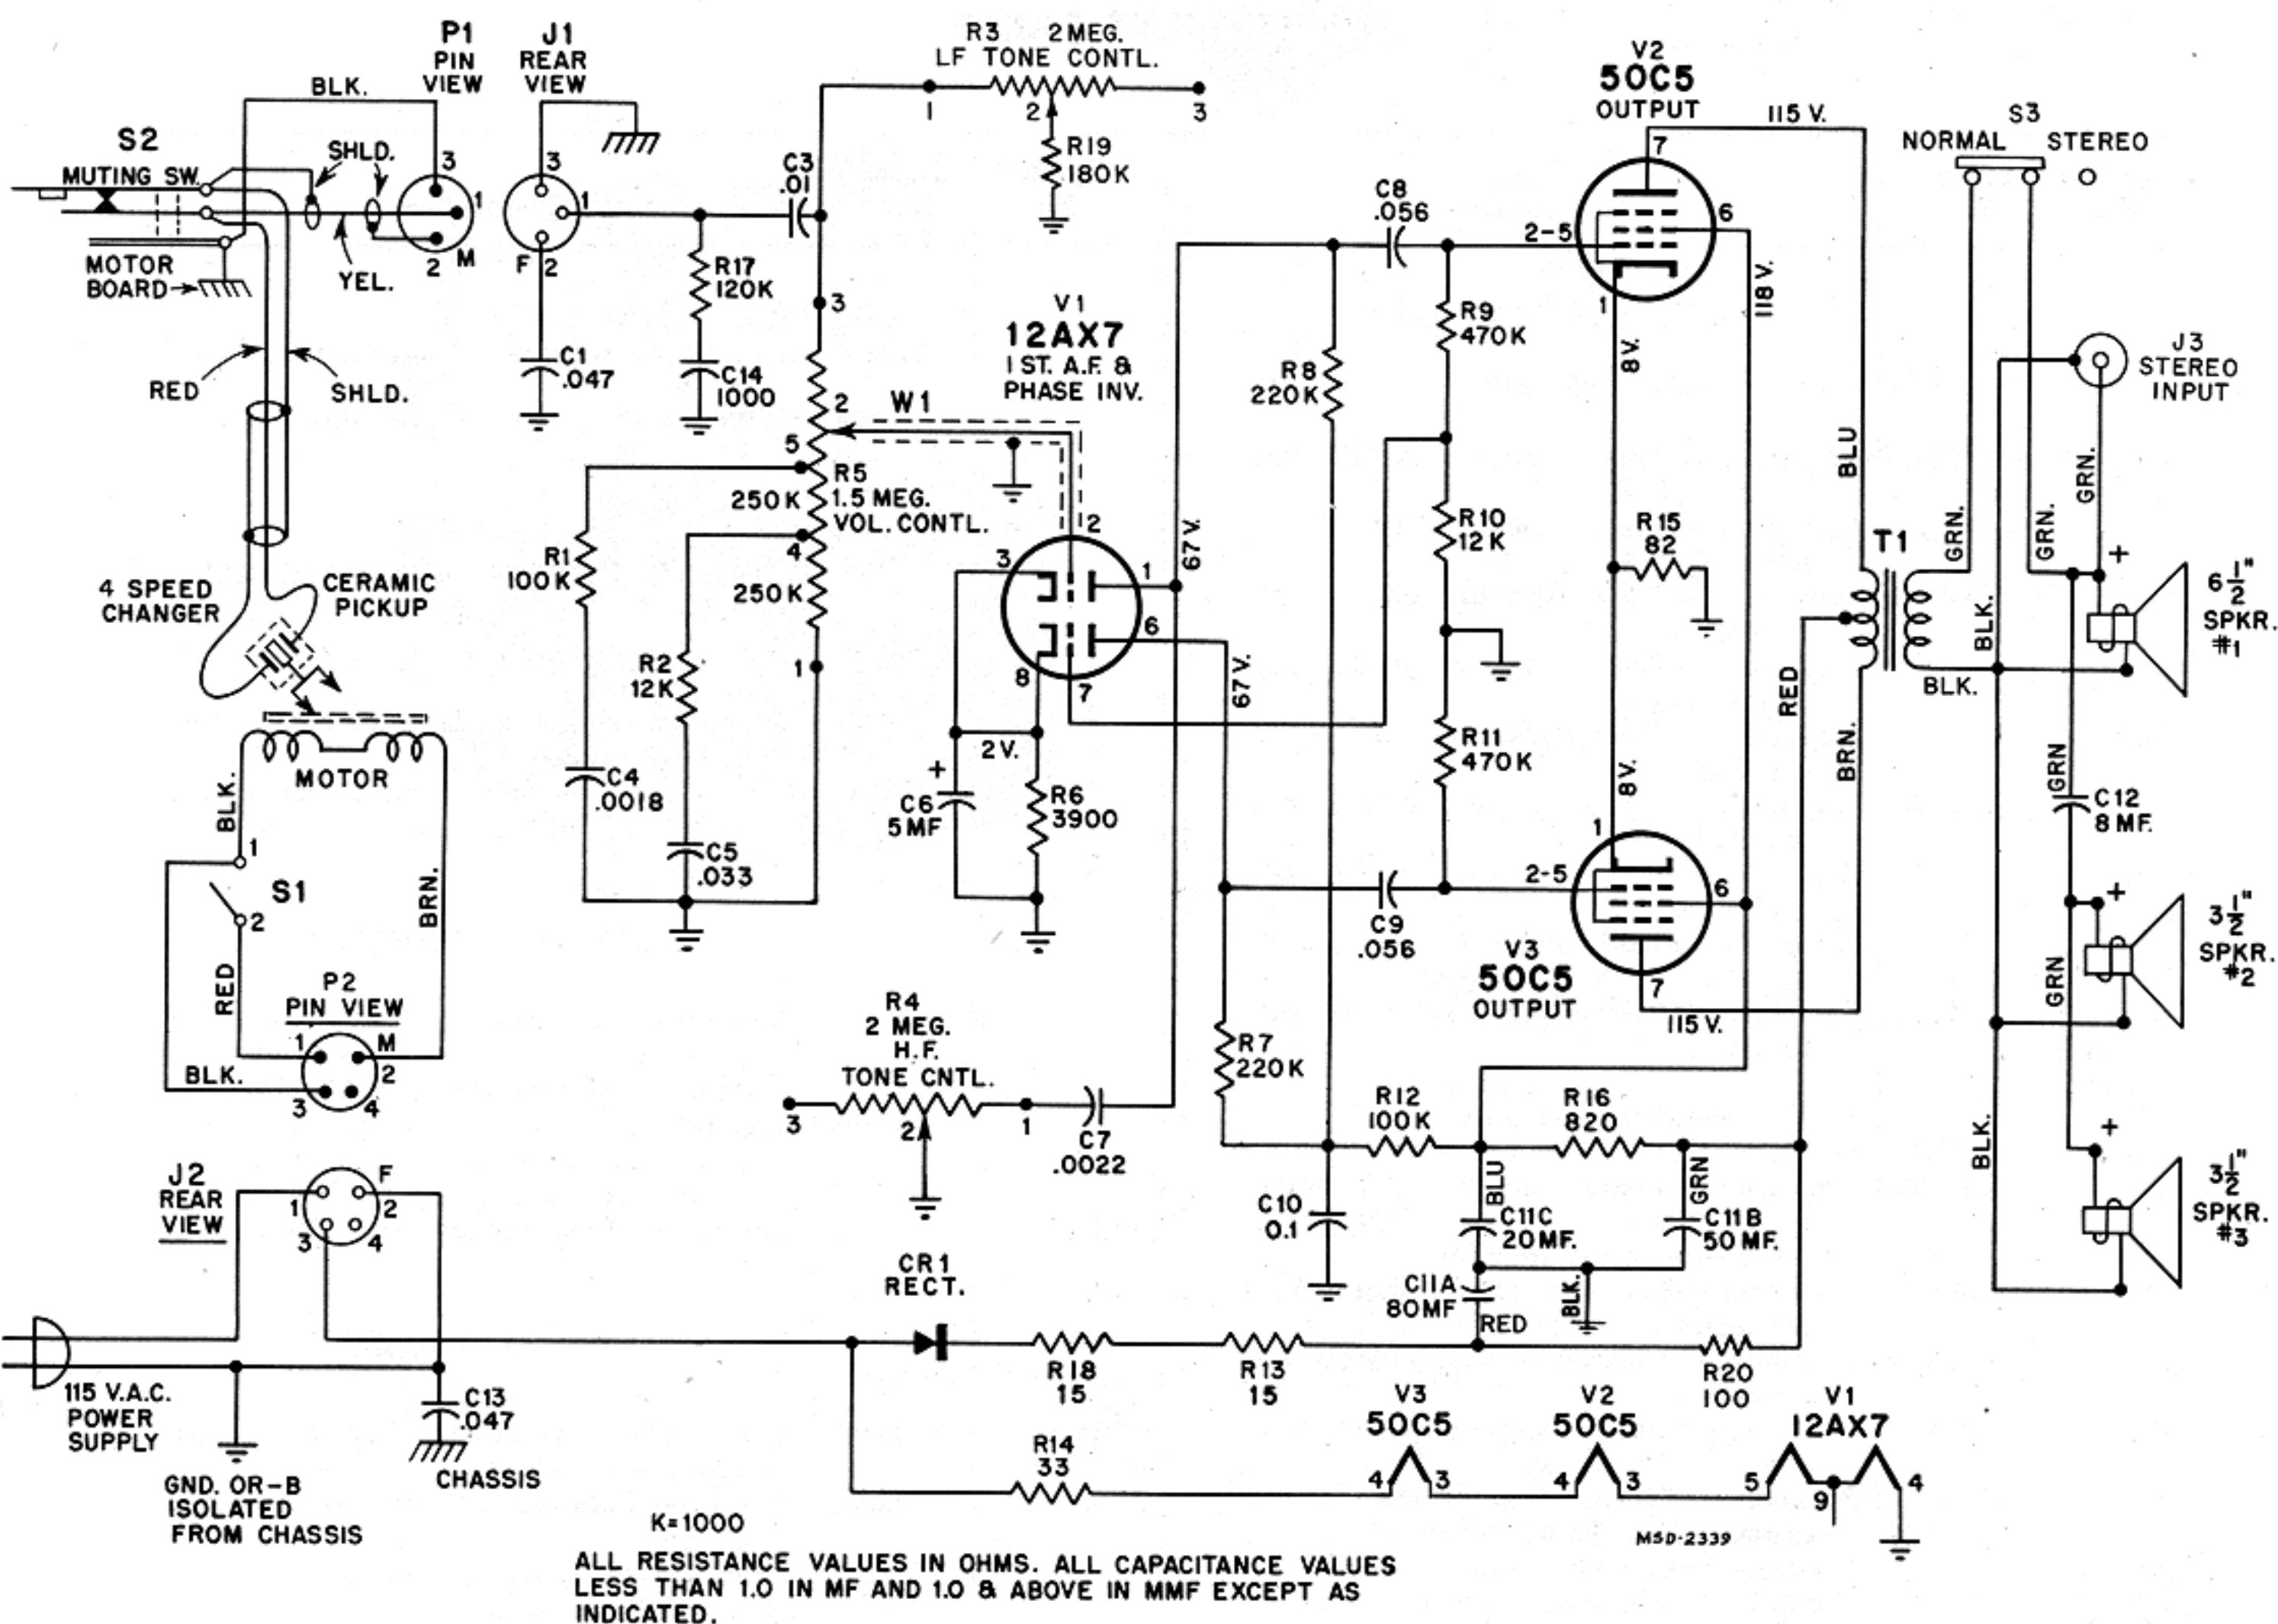 P1
PIN
VIEW
J1
REAR
VIEW
BLK.
S2
MUTING SW.
SHLD.
3
1
2
M
YEL.
MOTOR
BOARD
RED
SHLD.
3
1
F
2
C1
.047
R17
120K
C14
1000
C3
.01
R3 2 MEG.
LF TONE CONTL.
1
2
3
R19
180K
3
2
5
R5
1.5 MEG.
VOL. CONTL.
250K
4
250K
1
W1
R1
100K
R2
12K
C4
.0018
C5
.033
4 SPEED
CHANGER
CERAMIC
PICKUP
MOTOR
BLK.
1
S1
2
RED
BRN.
P2
PIN VIEW
1
M
2
BLK.
3
4
J2
REAR
VIEW
F
1
2
3
4
115 V.A.C.
POWER
SUPPLY
GND. OR -B
ISOLATED
FROM CHASSIS
C13
.047
CHASSIS
V1
12AX7
1 ST. A.F. &
PHASE INV.
2
3
1
6
8
7
67 V.
67 V.
2V.
+
C6
5 MF
R6
3900
R4
2 MEG.
H.F.
TONE CNTL.
3
2
1
C7
.0022
C8
.056
R8
220K
R9
470K
R10
12K
R11
470K
C9
.056
R7
220K
V2
50C5
OUTPUT
7
115 V.
2-5
6
1
118 V.
8V.
R15
82
8V.
1
2-5
6
V3
50C5
OUTPUT
7
115 V.
R12
100K
R16
820
C10
0.1
BLU
C11C
20 MF.
GRN
C11B
50 MF.
C11A
80MF
RED
BLK.
CR1
RECT.
R18
15
R13
15
R20
100
R14
33
V3
50C5
4
3
V2
50C5
4
3
V1
12AX7
5
9
4
S3
NORMAL STEREO
J3
STEREO
INPUT
GRN.
BLU
T1
GRN.
BLK.
GRN.
RED
BRN.
BLK.
+
6 1/2"
SPKR.
#1
GRN
C12
8 MF.
+
3 1/2"
SPKR.
#2
GRN
BLK.
+
3 1/2"
SPKR.
#3
MSD-2339
K=1000
ALL RESISTANCE VALUES IN OHMS. ALL CAPACITANCE VALUES
LESS THAN 1.0 IN MF AND 1.0 & ABOVE IN MMF EXCEPT AS
INDICATED.